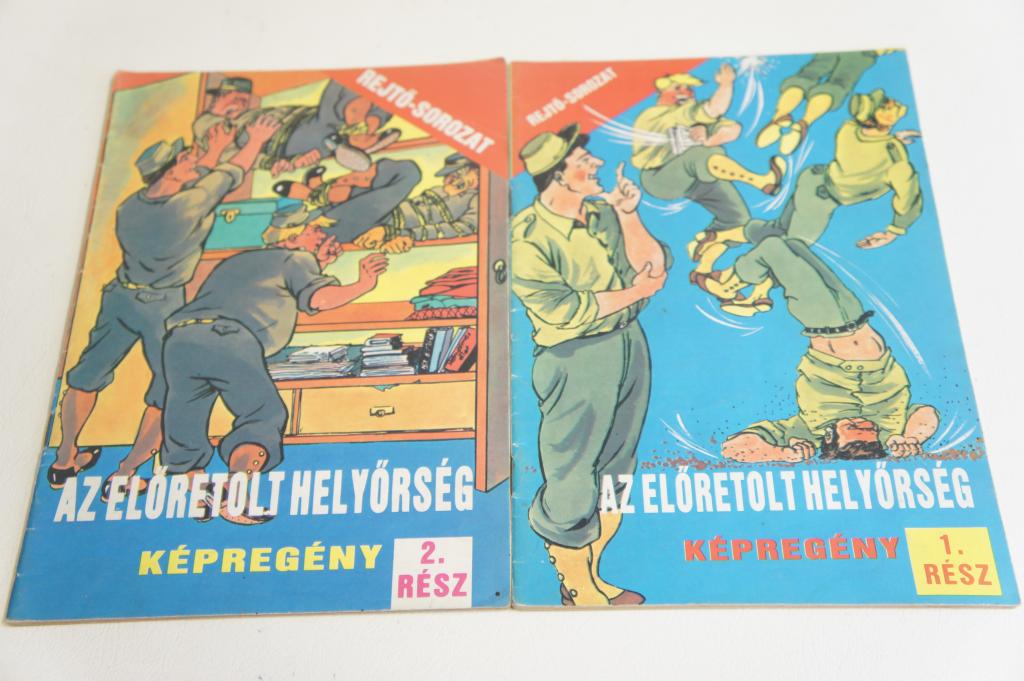 REJTŐ-SOROZAT
AZ ELŐRETOLT HELYŐRSÉG
KÉPREGÉNY
2.
RÉSZ
REJTŐ-SOROZAT
AZ ELŐRETOLT HELYŐRSÉG
KÉPREGÉNY
1.
RÉSZ